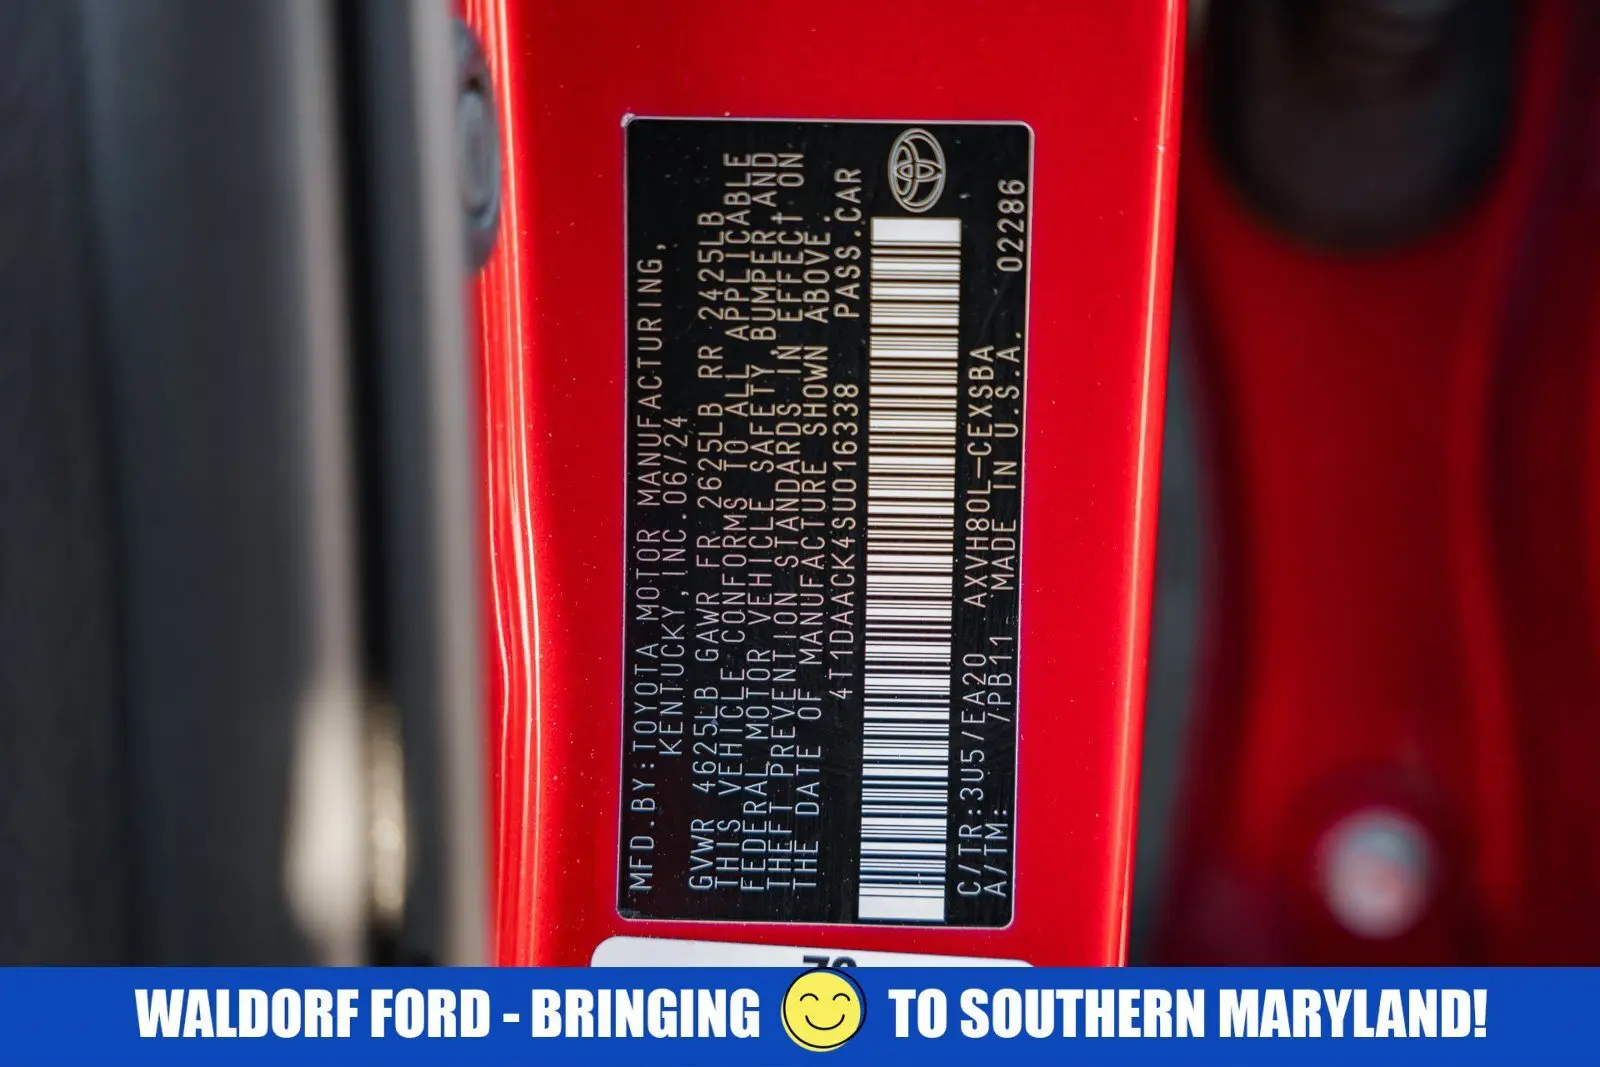 MFD.BY:TOYOTA MOTOR MANUFACTURING,
KENTUCKY,INC.06/24
GVWR 4625LB GAWR FR 2625LB RR 2425LB
THIS VEHICLE CONFORMS TO ALL APPLICABLE
FEDERAL MOTOR VEHICLE SAFETY, BUMPER, AND
THEFT PREVENTION STANDARDS IN EFFECT ON
THE DATE OF MANUFACTURE SHOWN ABOVE.
4T1DAACK4SU016338 PASS.CAR
C/TR:3U5/EA20 AXVH80L-CEXSBA
A/TM: /PB11 MADE IN U.S.A. 02286
WALDORF FORD - BRINGING TO SOUTHERN MARYLAND!